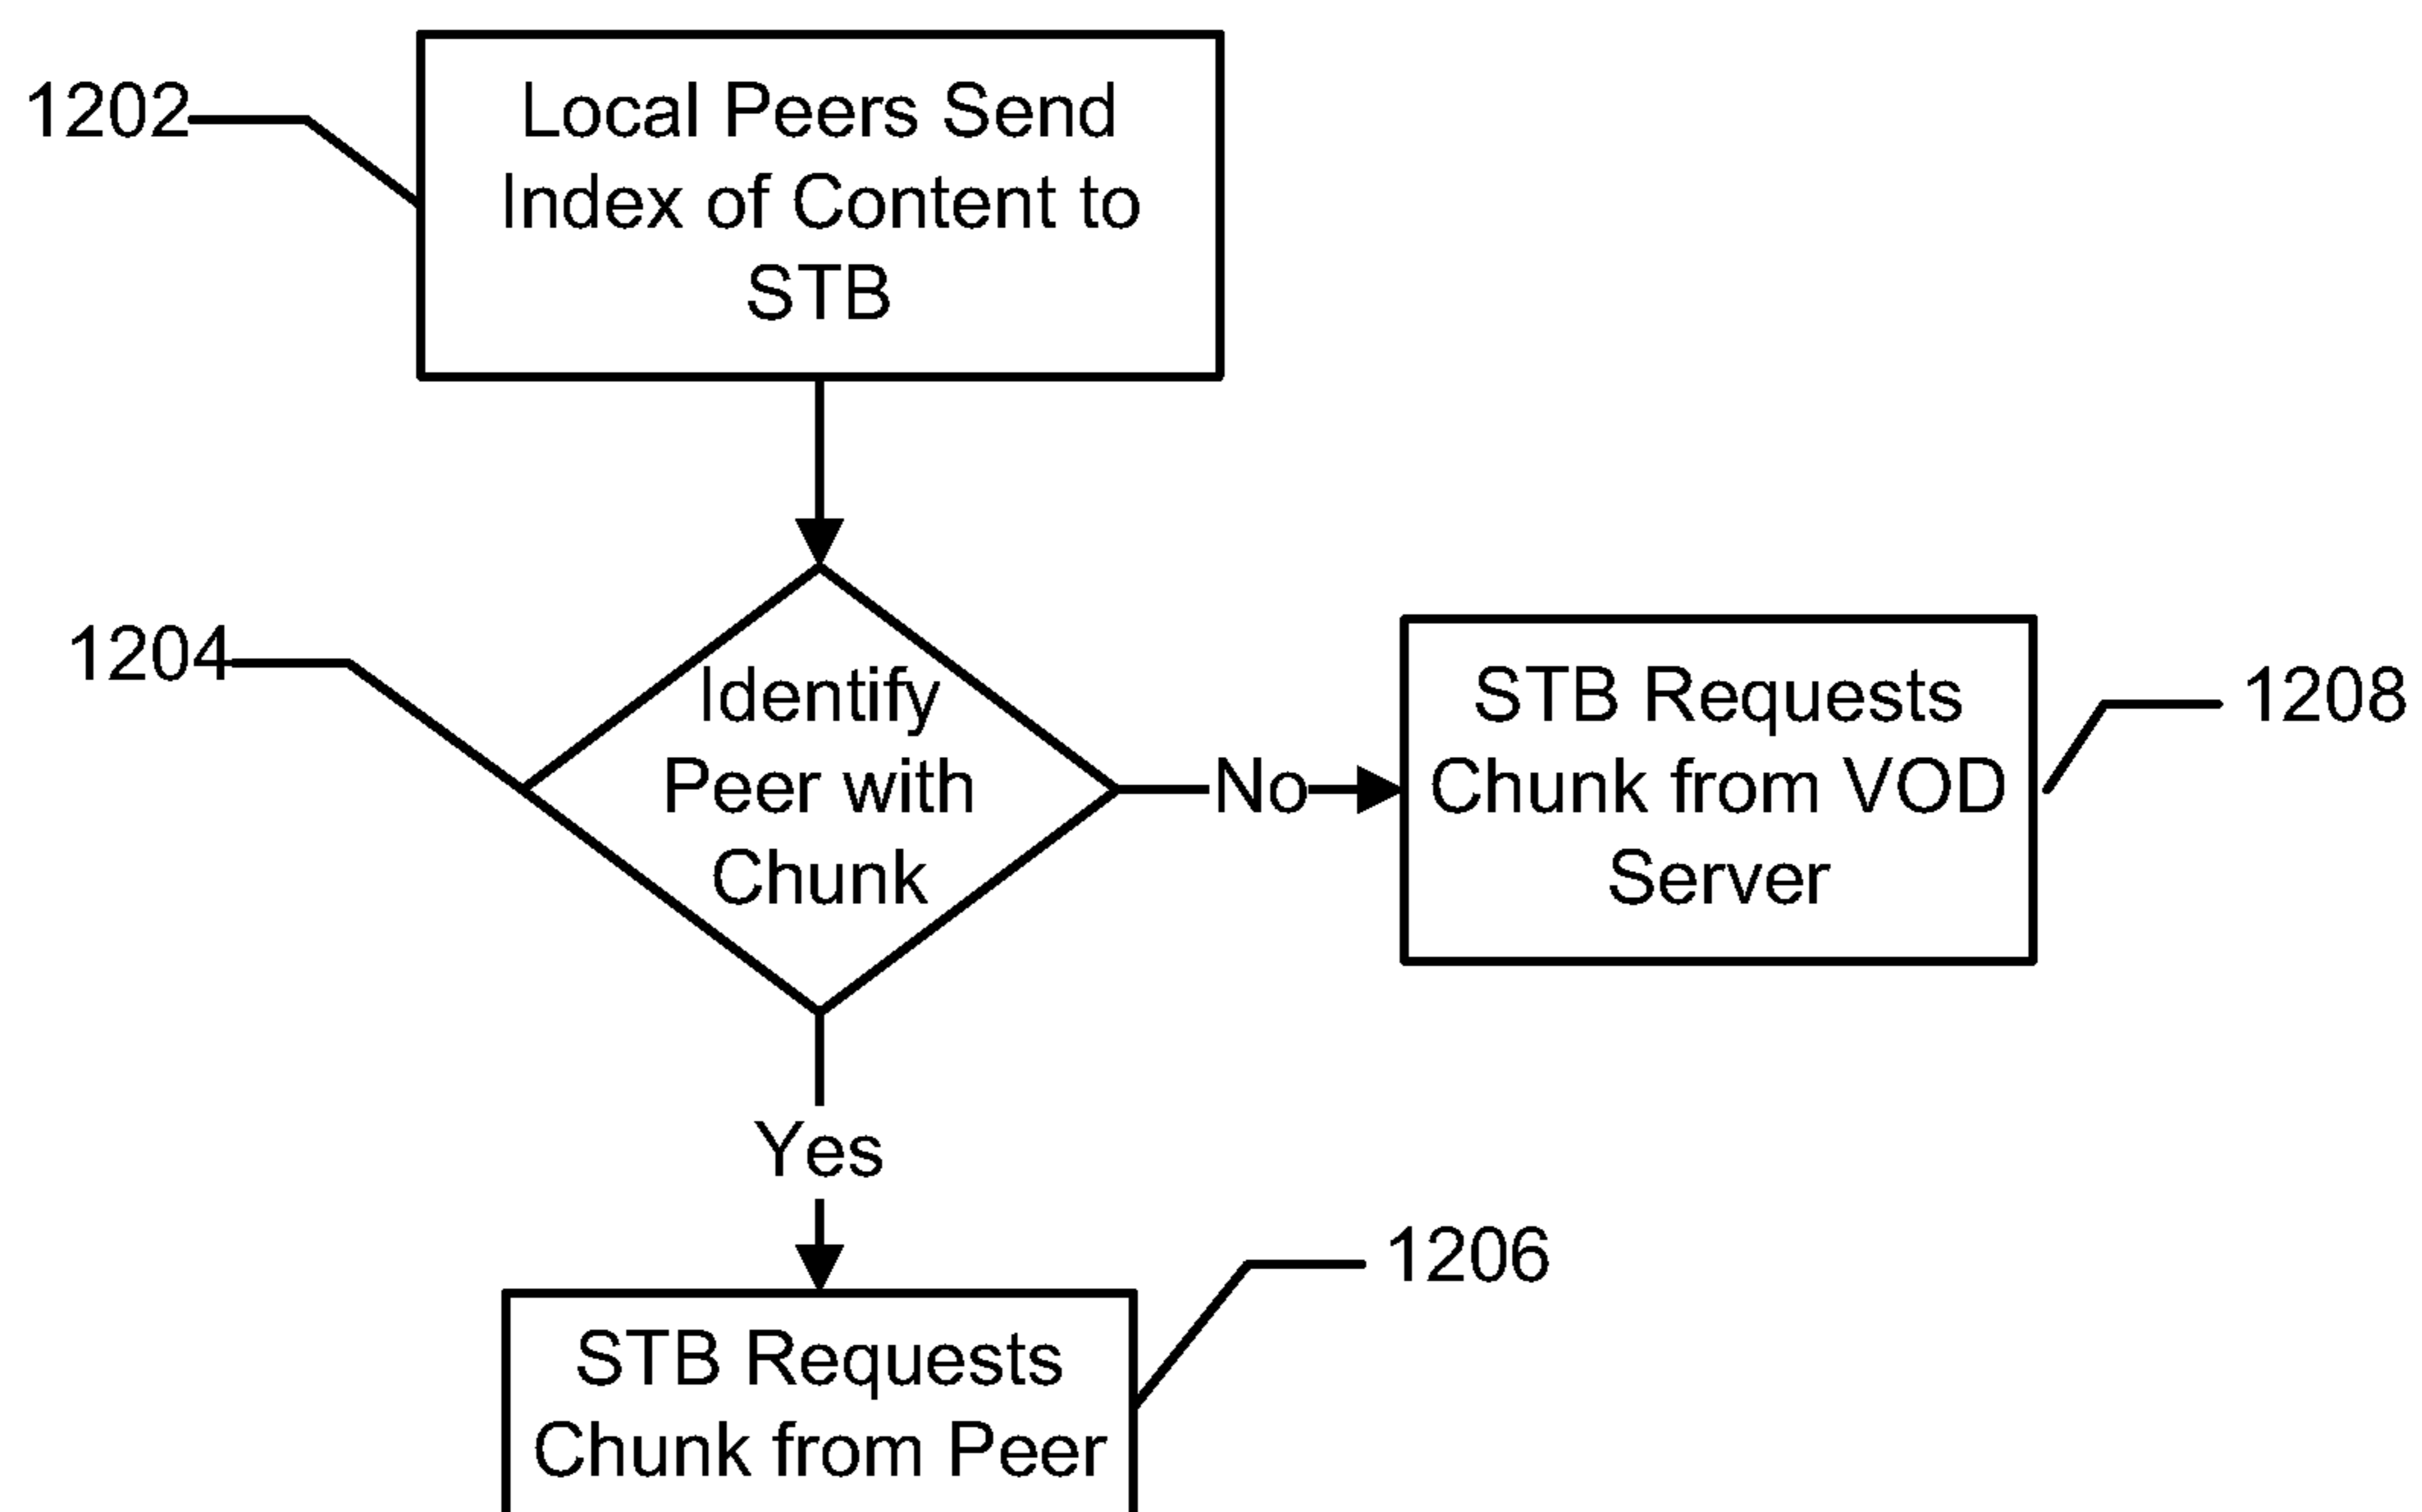 1202
Local Peers Send
Index of Content to
STB
1204
Identify
Peer with
Chunk
No
STB Requests
Chunk from VOD
Server
1208
Yes
1206
STB Requests
Chunk from Peer